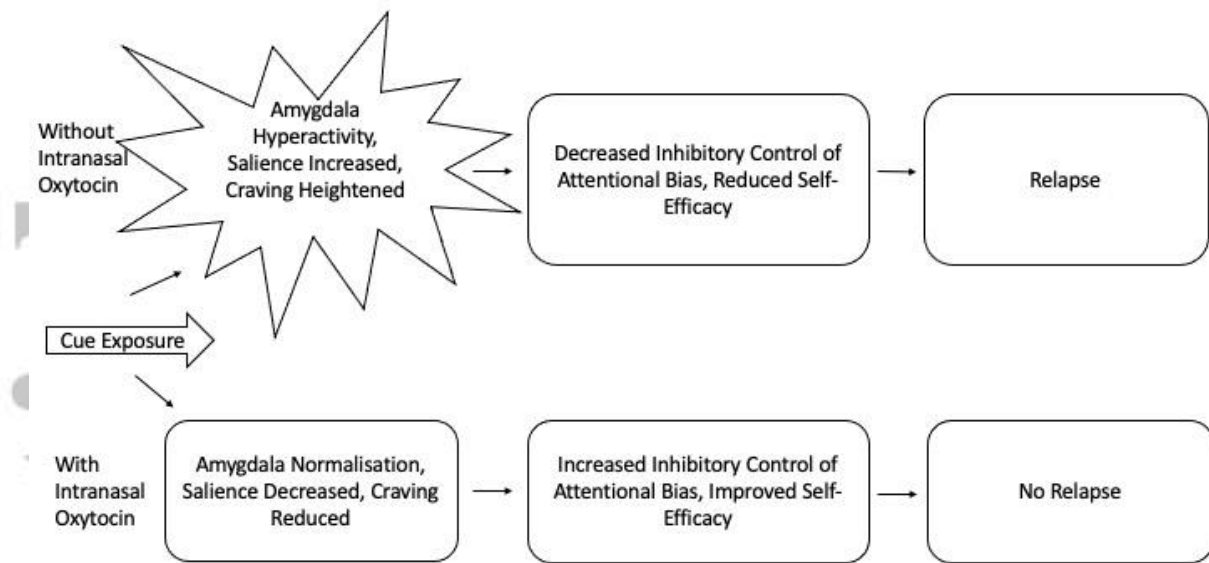 Without
Intranasal
Oxytocin
Amygdala
Hyperactivity,
Salience Increased,
Craving Heightened
Decreased Inhibitory Control of
Attentional Bias, Reduced Self-
Efficacy
Relapse
Cue Exposure
With
Intranasal
Oxytocin
Amygdala Normalisation,
Salience Decreased, Craving
Reduced
Increased Inhibitory Control of
Attentional Bias, Improved Self-
Efficacy
No Relapse